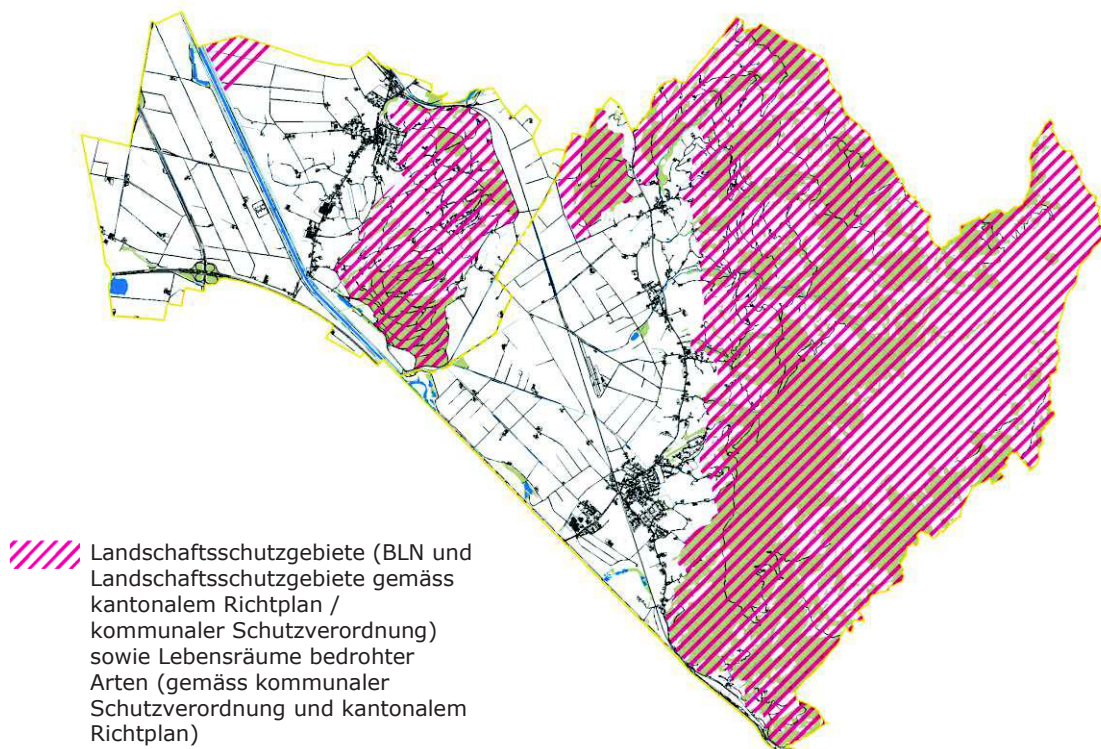 Landschaftsschutzgebiete (BLN und
Landschaftsschutzgebiete gemäss
kantonalem Richtplan /
kommunaler Schutzverordnung)
sowie Lebensräume bedrohter
Arten (gemäss kommunaler
Schutzverordnung und kantonalem
Richtplan)